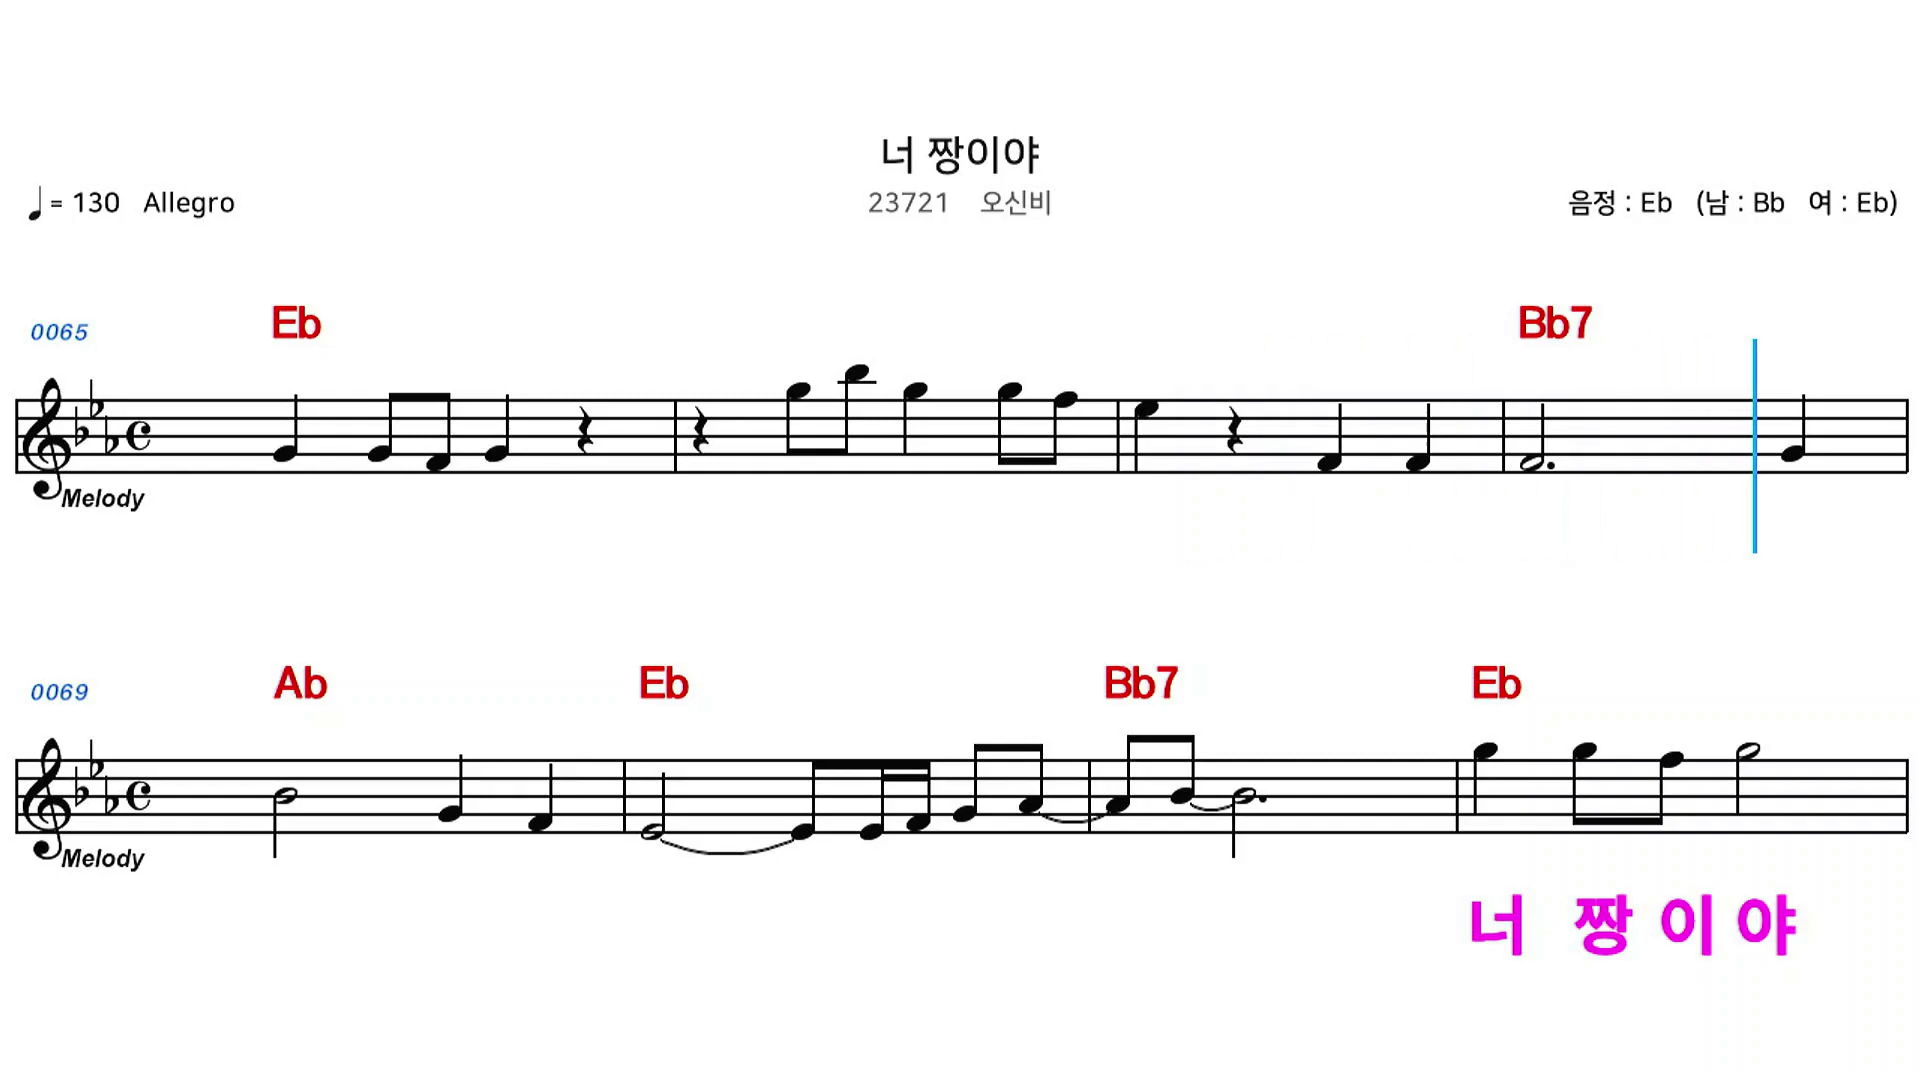 너 짱이야
♩= 130 Allegro
23721 오신비
음정 : Eb (남 : Bb 여 : Eb)
0065 Eb Bb7
Melody
0069 Ab Eb Bb7 Eb
Melody
너 짱 이 야